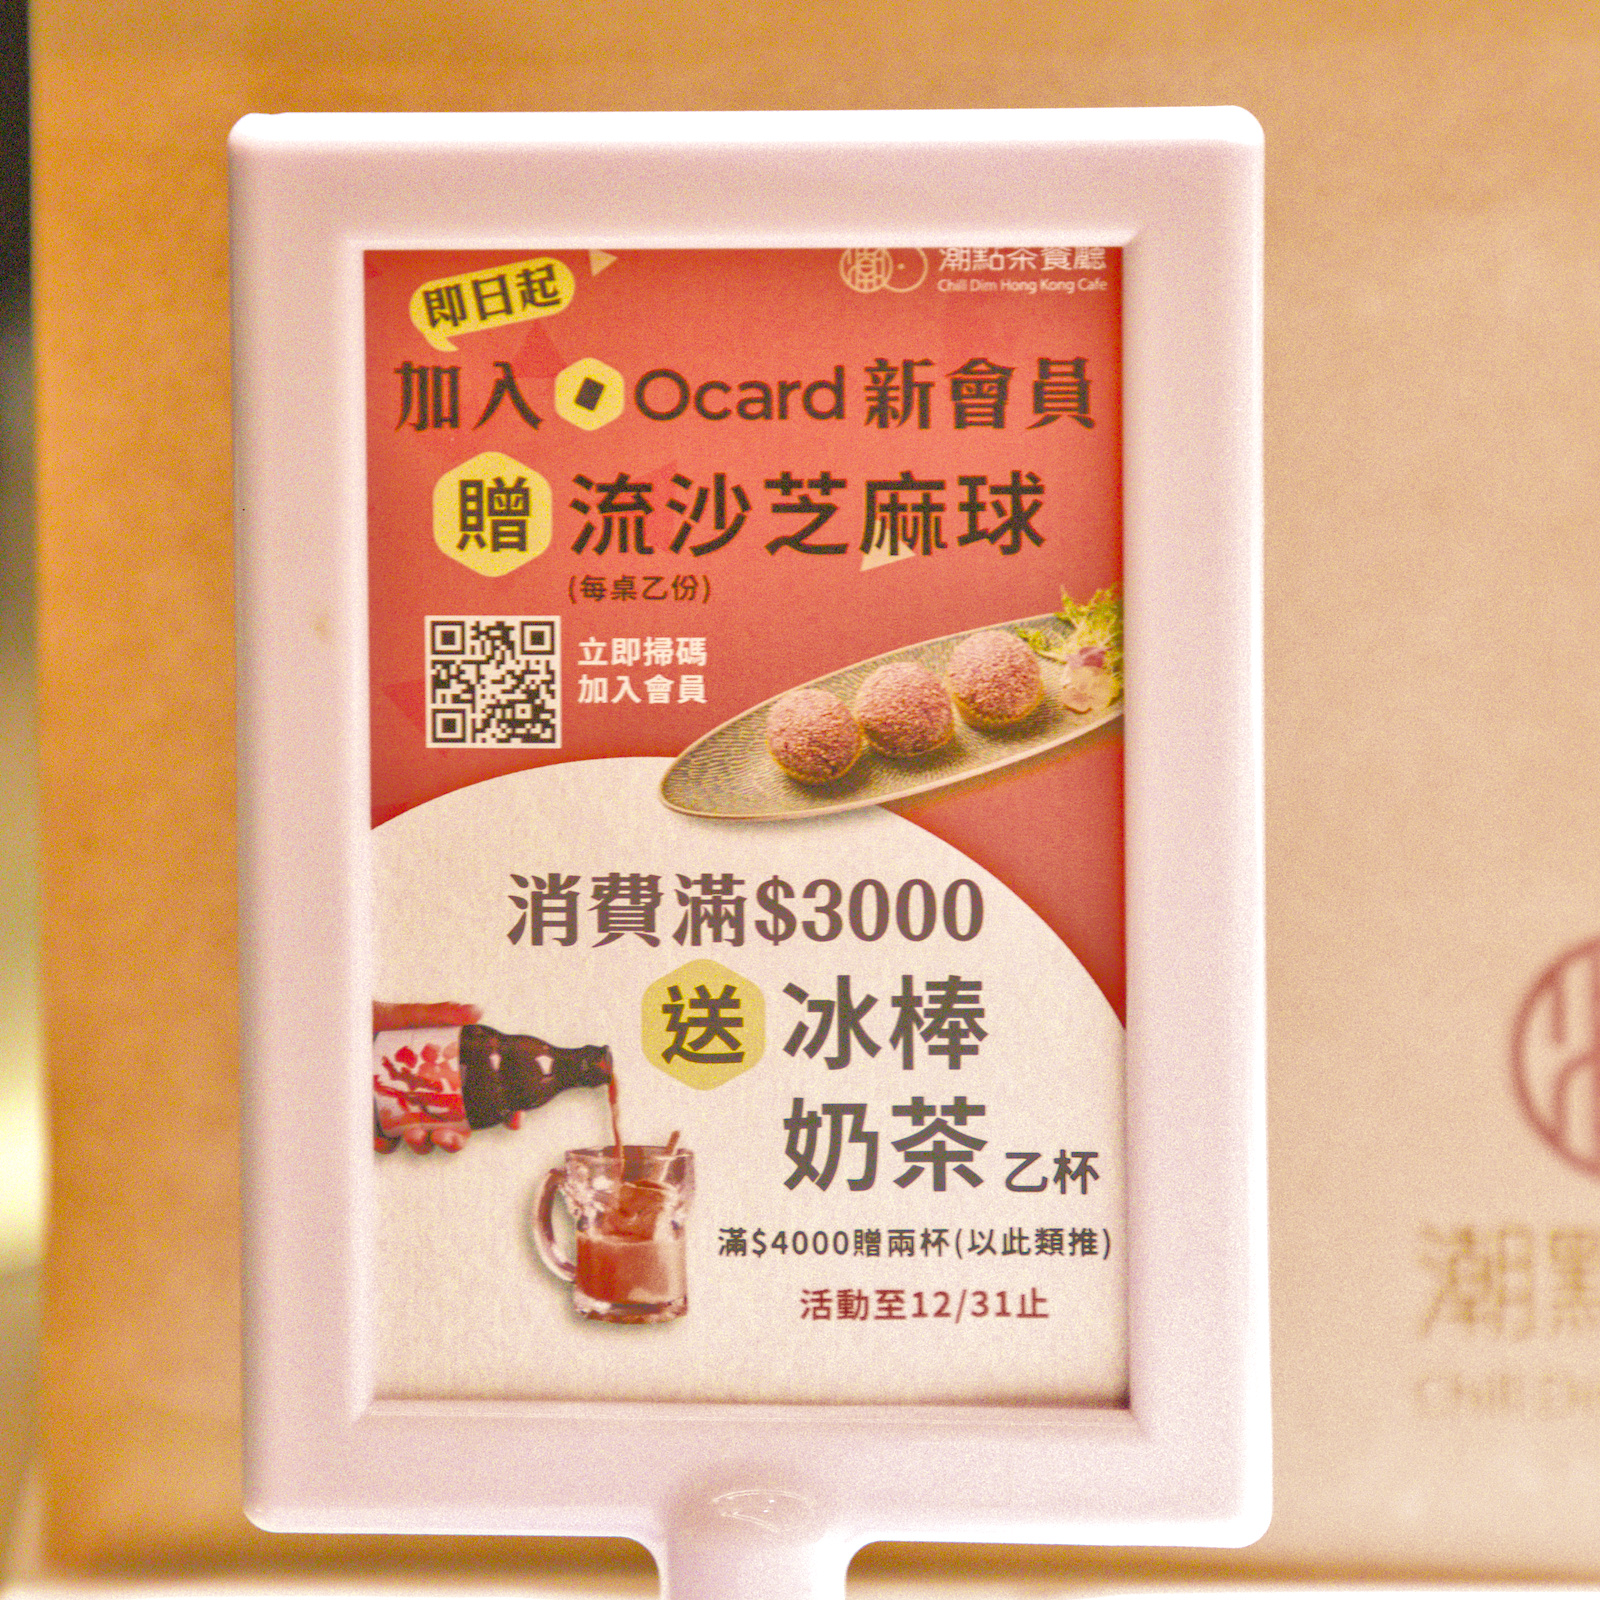 潮點茶餐廳
Chill Dim Hong Kong Cafe
即日起
加入 Ocard 新會員
贈 流沙芝麻球
(每桌乙份)
立即掃碼
加入會員
消費滿$3000
送 冰棒
奶茶 乙杯
滿$4000贈兩杯(以此類推)
活動至12/31止
潮
Chill